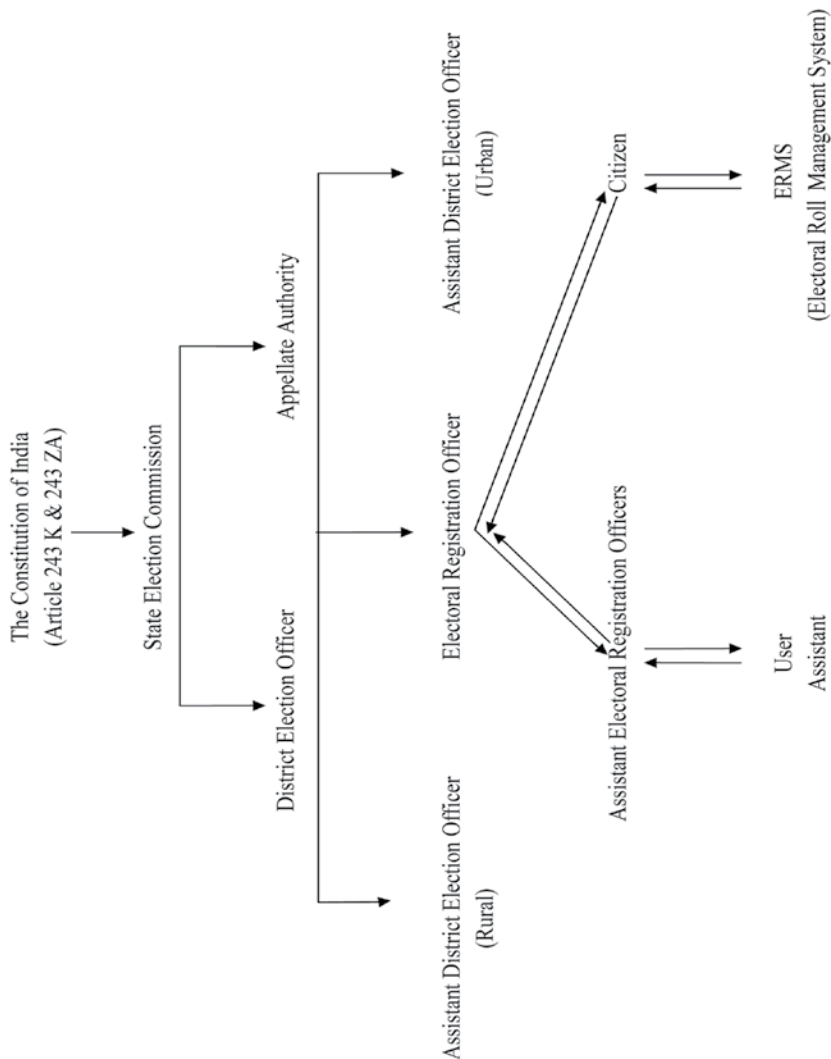 The Constitution of India
(Article 243 K & 243 ZA)
State Election Commission
District Election Officer
Appellate Authority
Assistant District Election Officer
(Rural)
Electoral Registration Officer
Assistant District Election Officer
(Urban)
Assistant Electoral Registration Officers
Citizen
User
Assistant
ERMS
(Electoral Roll Management System)